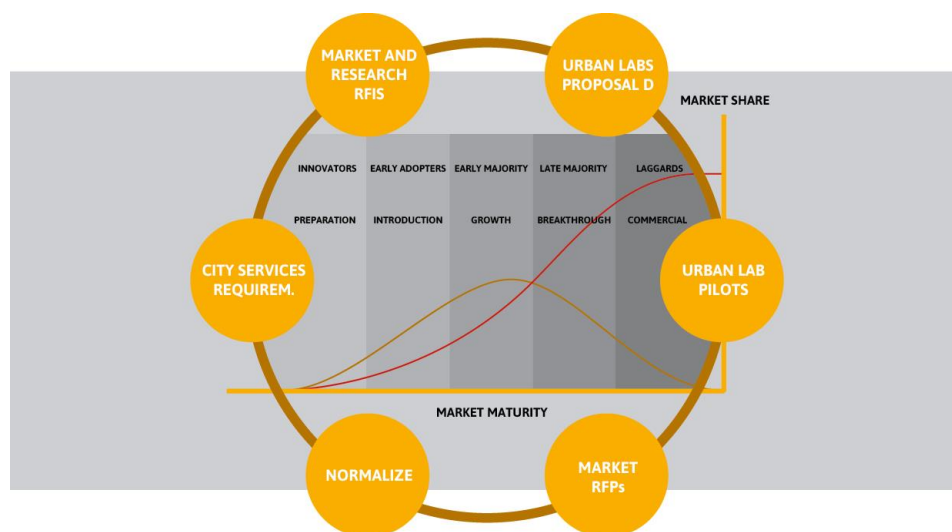 MARKET AND
RESEARCH
RFIS
URBAN LABS
PROPOSAL D
MARKET SHARE
INNOVATORS
EARLY ADOPTERS
EARLY MAJORITY
LATE MAJORITY
LAGGARDS
PREPARATION
INTRODUCTION
GROWTH
BREAKTHROUGH
COMMERCIAL
CITY SERVICES
REQUIREM.
URBAN LAB
PILOTS
MARKET MATURITY
NORMALIZE
MARKET
RFPs